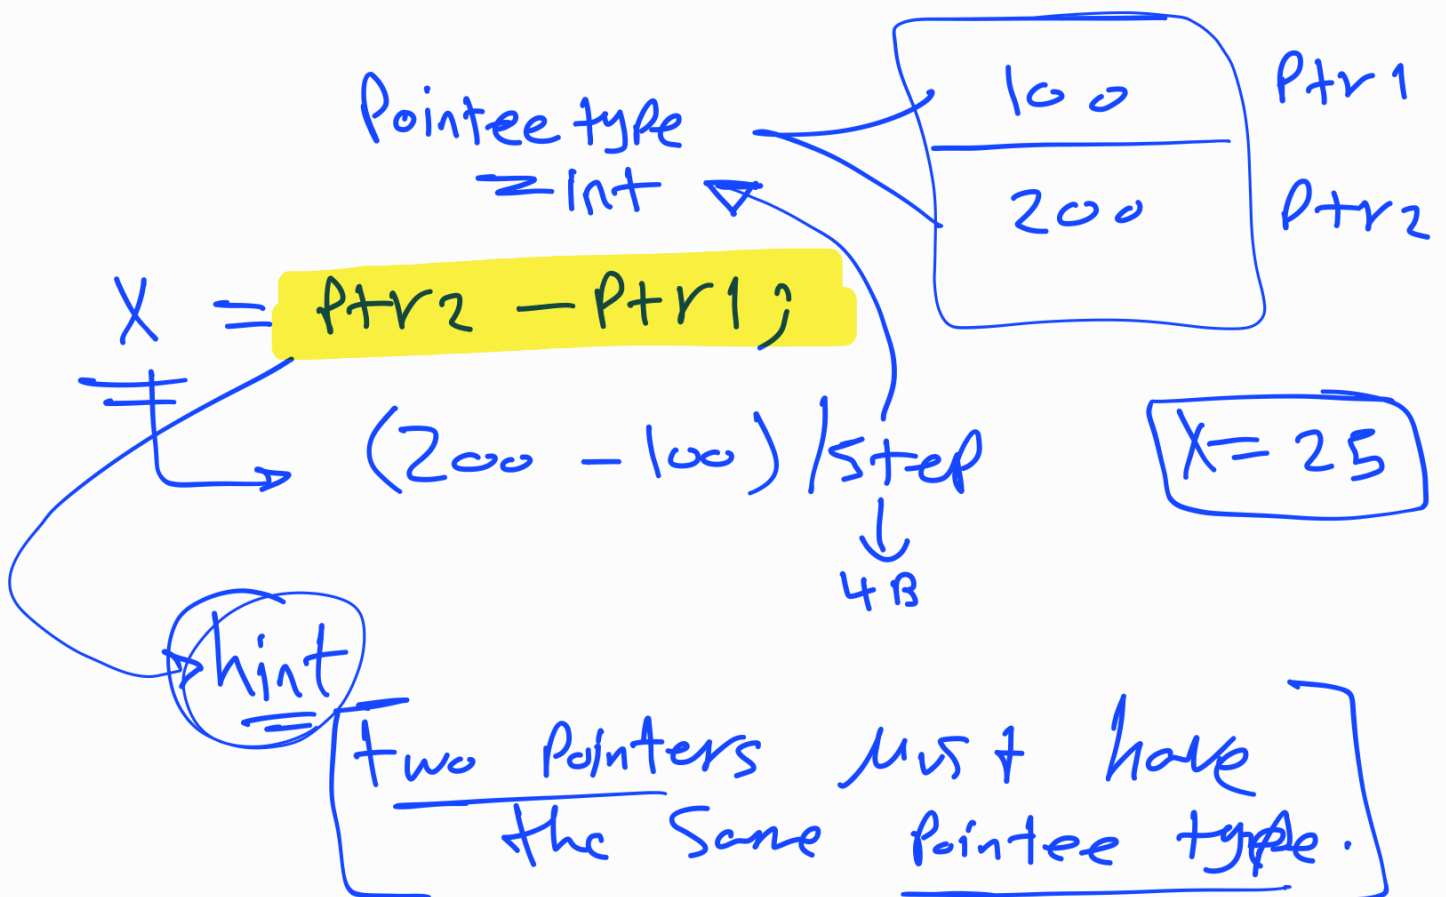 100 Ptr1
Pointee type
= int
200 Ptr2
X = Ptr2 - Ptr1;
(200 - 100) / step
X = 25
4B
hint
two Pointers Must have
the Same Pointee type.